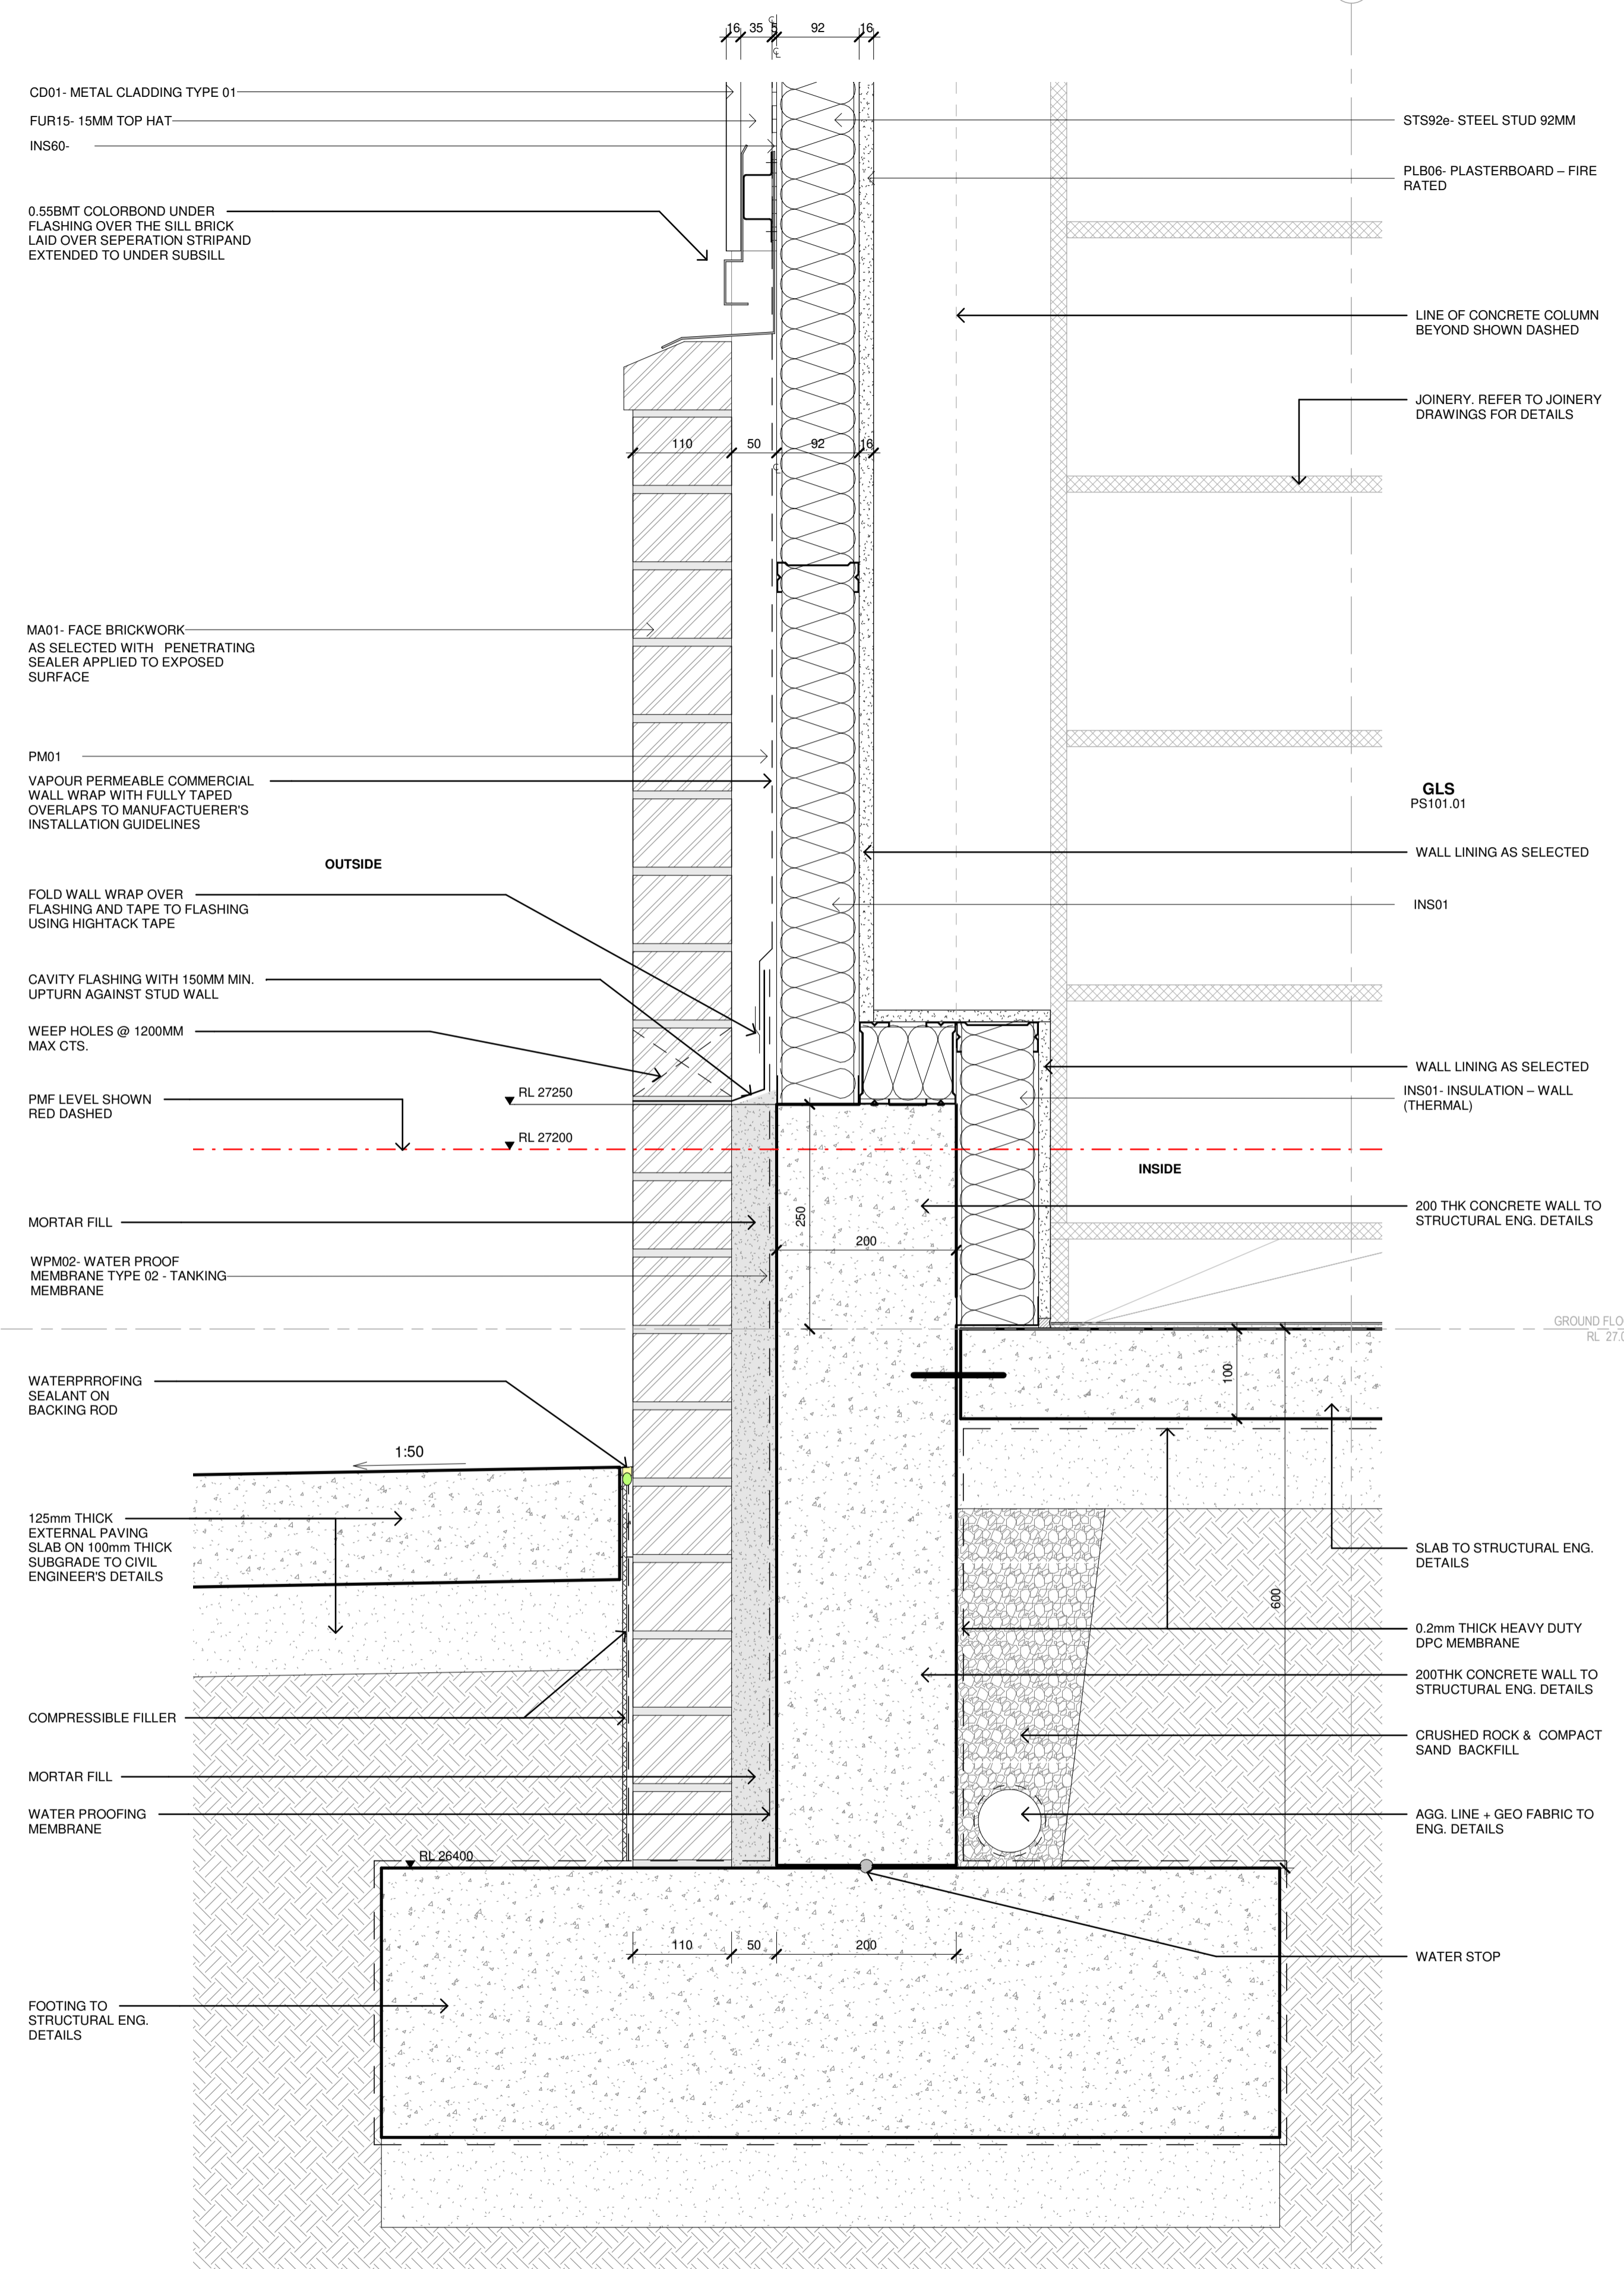 16 35 5 92 16
CD01- METAL CLADDING TYPE 01
FUR15- 15MM TOP HAT
INS60-
0.55BMT COLORBOND UNDER
FLASHING OVER THE SILL BRICK
LAID OVER SEPERATION STRIPAND
EXTENDED TO UNDER SUBSILL
110 50 92 16
MA01- FACE BRICKWORK
AS SELECTED WITH PENETRATING
SEALER APPLIED TO EXPOSED
SURFACE
PM01
VAPOUR PERMEABLE COMMERCIAL
WALL WRAP WITH FULLY TAPED
OVERLAPS TO MANUFACTUERER'S
INSTALLATION GUIDELINES
OUTSIDE
FOLD WALL WRAP OVER
FLASHING AND TAPE TO FLASHING
USING HIGHTACK TAPE
CAVITY FLASHING WITH 150MM MIN.
UPTURN AGAINST STUD WALL
WEEP HOLES @ 1200MM
MAX CTS.
PMF LEVEL SHOWN
RED DASHED
RL 27250
RL 27200
MORTAR FILL
WPM02- WATER PROOF
MEMBRANE TYPE 02 - TANKING
MEMBRANE
WATERPRROFING
SEALANT ON
BACKING ROD
1:50
125mm THICK
EXTERNAL PAVING
SLAB ON 100mm THICK
SUBGRADE TO CIVIL
ENGINEER'S DETAILS
COMPRESSIBLE FILLER
MORTAR FILL
WATER PROOFING
MEMBRANE
RL 26400
110 50 200
FOOTING TO
STRUCTURAL ENG.
DETAILS
250
200
100
600
STS92e- STEEL STUD 92MM
PLB06- PLASTERBOARD – FIRE
RATED
LINE OF CONCRETE COLUMN
BEYOND SHOWN DASHED
JOINERY. REFER TO JOINERY
DRAWINGS FOR DETAILS
GLS
PS101.01
WALL LINING AS SELECTED
INS01
WALL LINING AS SELECTED
INS01- INSULATION – WALL
(THERMAL)
INSIDE
200 THK CONCRETE WALL TO
STRUCTURAL ENG. DETAILS
GROUND FLO
RL 27.0
SLAB TO STRUCTURAL ENG.
DETAILS
0.2mm THICK HEAVY DUTY
DPC MEMBRANE
200THK CONCRETE WALL TO
STRUCTURAL ENG. DETAILS
CRUSHED ROCK & COMPACT
SAND BACKFILL
AGG. LINE + GEO FABRIC TO
ENG. DETAILS
WATER STOP